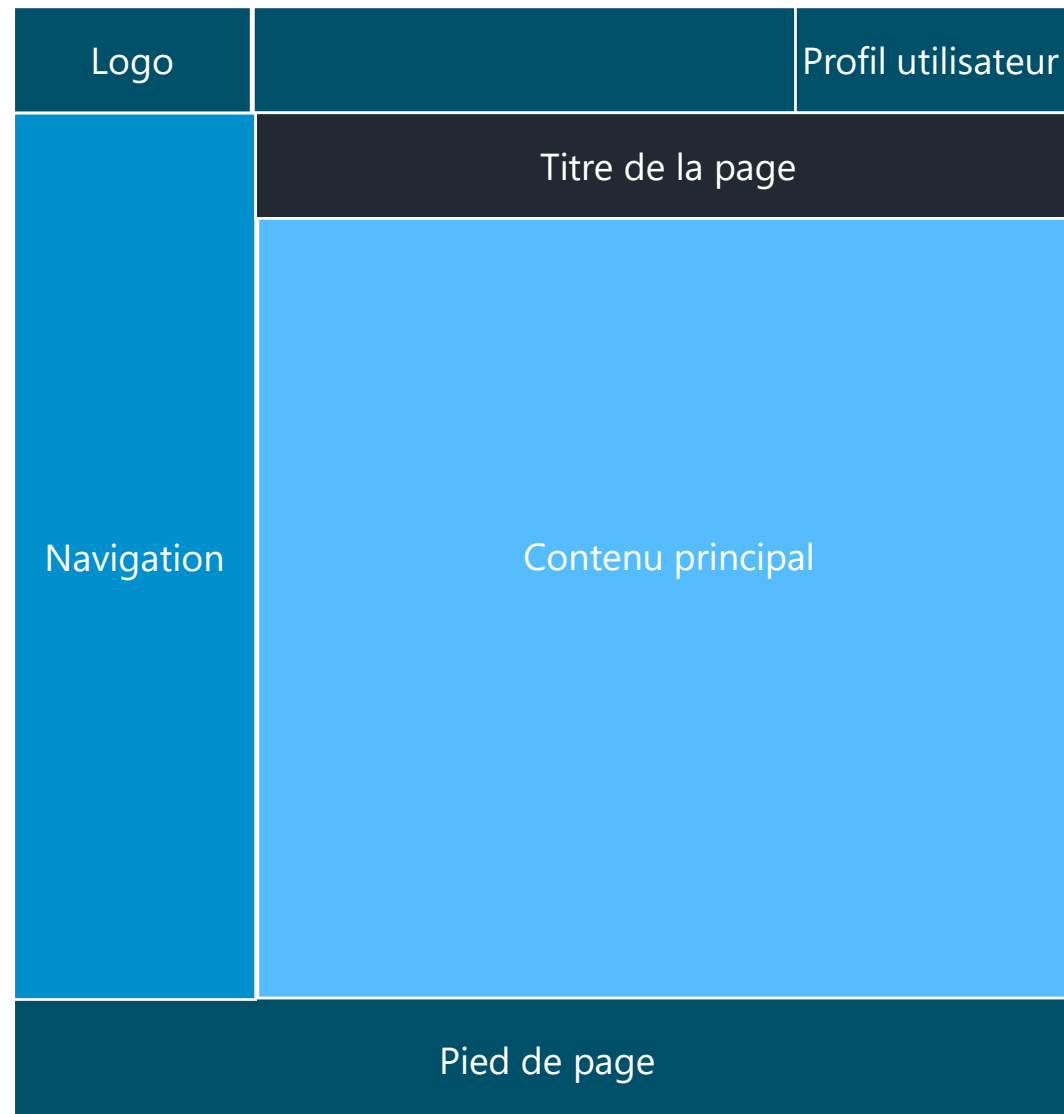 Logo
Profil utilisateur
Titre de la page
Navigation
Contenu principal
Pied de page